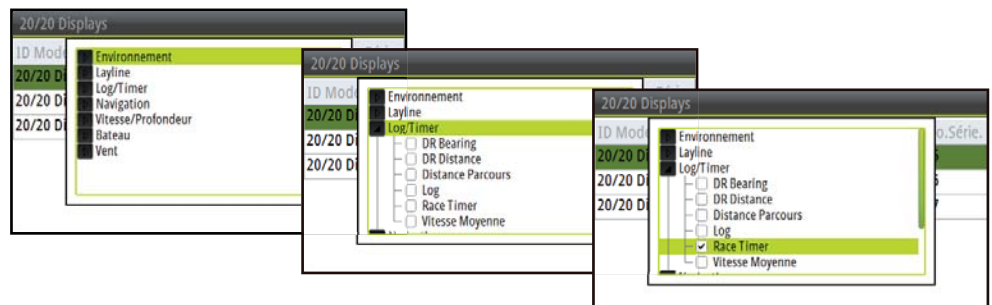 20/20 Displays
ID Mod
Environnement
Layline
Log/Timer
Navigation
Vitesse/Profondeur
Bateau
Vent
20/20 Di
20/20 Di
20/20 Di
20/20 Displays
ID Mod
Environnement
Layline
Log/Timer
DR Bearing
DR Distance
Distance Parcours
Log
Race Timer
Vitesse Moyenne
20/20 Di
20/20 Di
20/20 Di
20/20 Displays
ID Mod
o.Série.
Environnement
Layline
Log/Timer
DR Bearing
DR Distance
Distance Parcours
Log
Race Timer
Vitesse Moyenne
20/20 Di
20/20 Di
20/20 Di